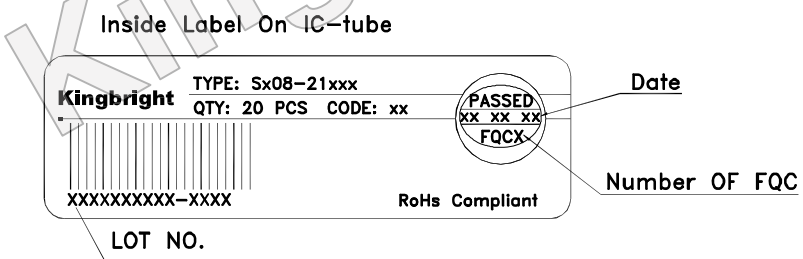 Inside Label On IC-tube
Kingbright
TYPE: Sx08-21xxx
QTY: 20 PCS CODE: xx
PASSED
xx xx xx
FQCX
Date
Number OF FQC
XXXXXXXXXX-XXXX
RoHs Compliant
LOT NO.